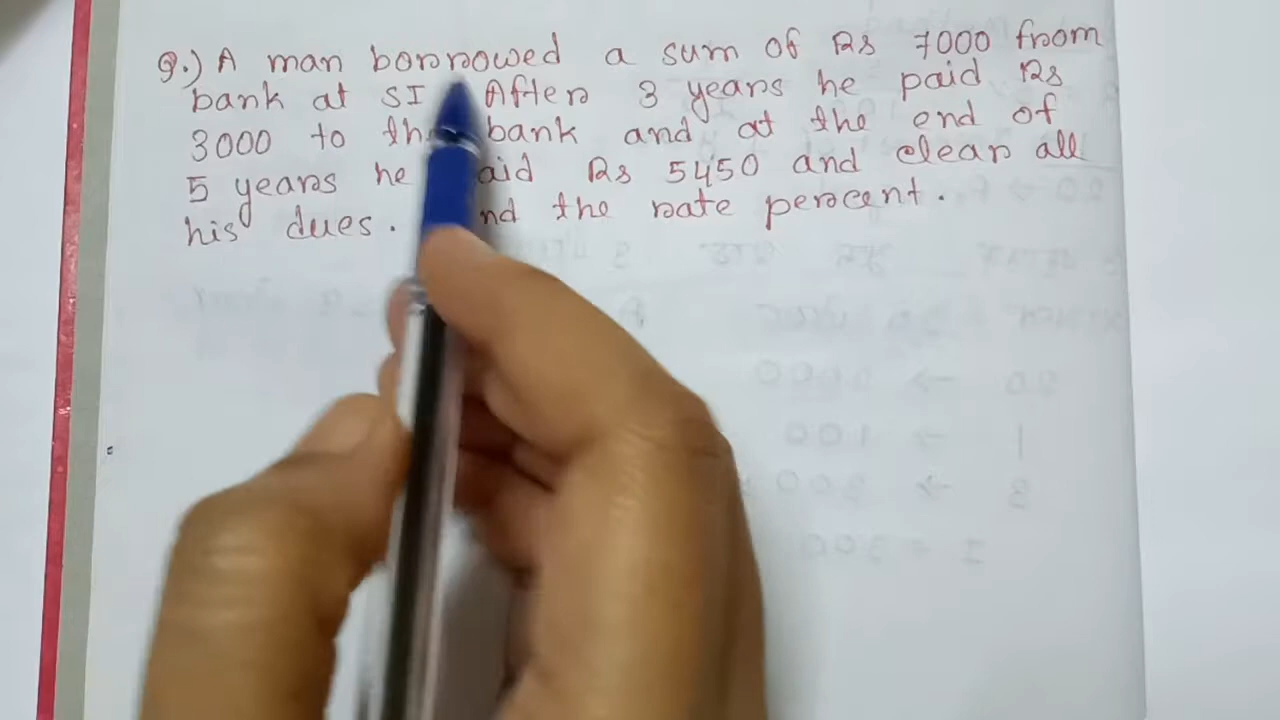 Q.) A man borrowed a sum of Rs 7000 from
bank at SI After 3 years he paid Rs
3000 to the bank and at the end of
5 years he aid Rs 5450 and clear all
his dues. nd the rate percent.